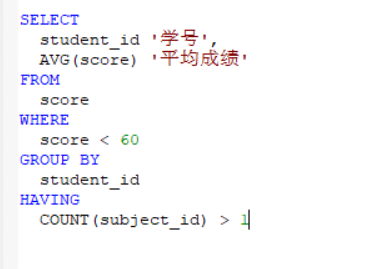 SELECT
student_id '学号',
AVG(score) '平均成绩'
FROM
score
WHERE
score < 60
GROUP BY
student_id
HAVING
COUNT(subject_id) > 1